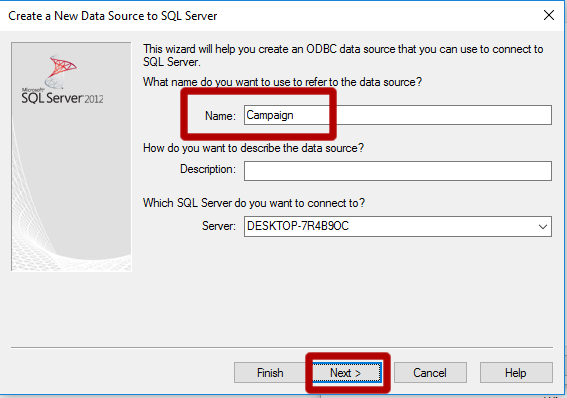 Create a New Data Source to SQL Server
Microsoft
SQL Server 2012
This wizard will help you create an ODBC data source that you can use to connect to
SQL Server.
What name do you want to use to refer to the data source?
Name: Campaign
How do you want to describe the data source?
Description:
Which SQL Server do you want to connect to?
Server: DESKTOP-7R4B9OC
Finish Next > Cancel Help